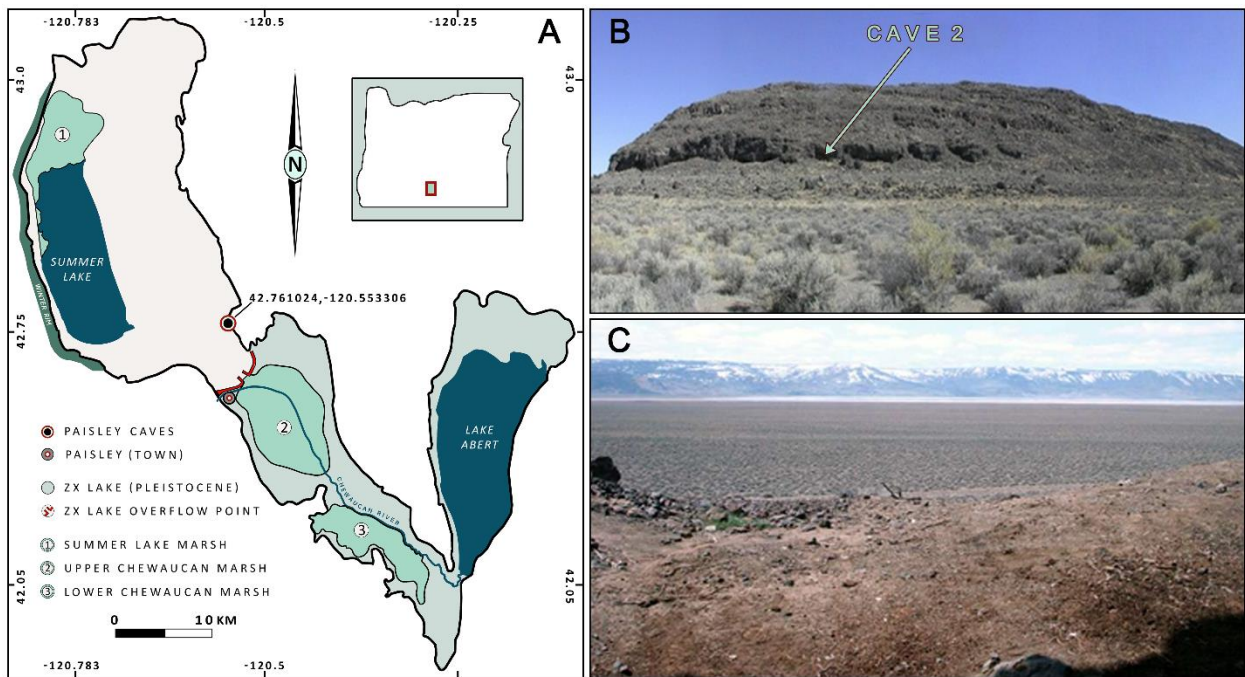 A
-120.783
-120.5
-120.25
43.0
43.0
1
N
SUMMER
LAKE
WINTER RIM
42.761024,-120.553306
42.75
42.75
2
LAKE
ABERT
CHEWAUCAN RIVER
3
PAISLEY CAVES
PAISLEY (TOWN)
ZX LAKE (PLEISTOCENE)
ZX LAKE OVERFLOW POINT
1 SUMMER LAKE MARSH
2 UPPER CHEWAUCAN MARSH
3 LOWER CHEWAUCAN MARSH
0 10 KM
42.05
42.05
-120.783
-120.5
-120.25
B
CAVE 2
C